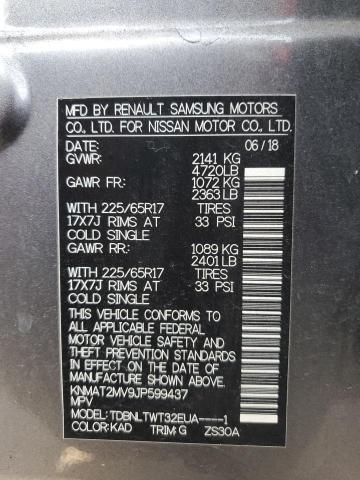 MFD BY RENAULT SAMSUNG MOTORS
CO., LTD. FOR NISSAN MOTOR CO., LTD.
DATE: 06/18
GVWR: 2141 KG
4720LB
GAWR FR: 1072 KG
2363 LB
WITH 225/65R17 TIRES
17X7J RIMS AT 33 PSI
COLD SINGLE
GAWR RR: 1089 KG
2401 LB
WITH 225/65R17 TIRES
17X7J RIMS AT 33 PSI
COLD SINGLE
THIS VEHICLE CONFORMS TO
ALL APPLICABLE FEDERAL
MOTOR VEHICLE SAFETY AND
THEFT PREVENTION STANDARDS
IN EFFECT ON THE DATE OF
MANUFACTURE SHOWN ABOVE.
KNMAT2MV9JP599437
MPV
MODEL:TDBNLTWT32EUA----1
COLOR:KAD TRIM:G ZS30A